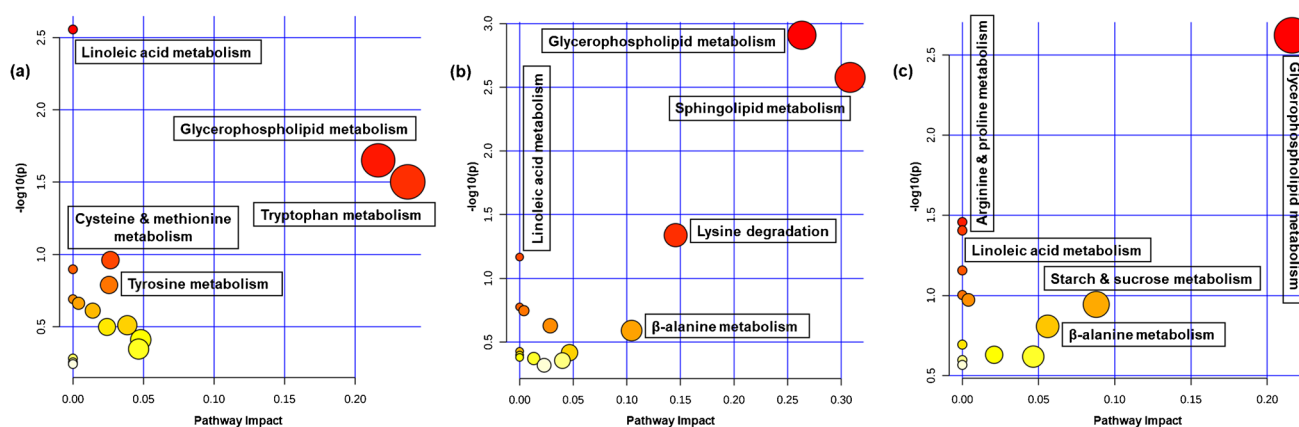 (a)
-log10(p)
2.5
2.0
1.5
1.0
0.5
Linoleic acid metabolism
Glycerophospholipid metabolism
Tryptophan metabolism
Cysteine & methionine
metabolism
Tyrosine metabolism
0.00 0.05 0.10 0.15 0.20
Pathway Impact
(b)
-log10(p)
3.0
2.5
2.0
1.5
1.0
0.5
Glycerophospholipid metabolism
Linoleic acid metabolism
Sphingolipid metabolism
Lysine degradation
β-alanine metabolism
0.00 0.05 0.10 0.15 0.20 0.25 0.30
Pathway Impact
(c)
-log10(p)
2.5
2.0
1.5
1.0
0.5
Arginine & proline metabolism
Glycerophospholipid metabolism
Linoleic acid metabolism
Starch & sucrose metabolism
β-alanine metabolism
0.00 0.05 0.10 0.15 0.20
Pathway Impact